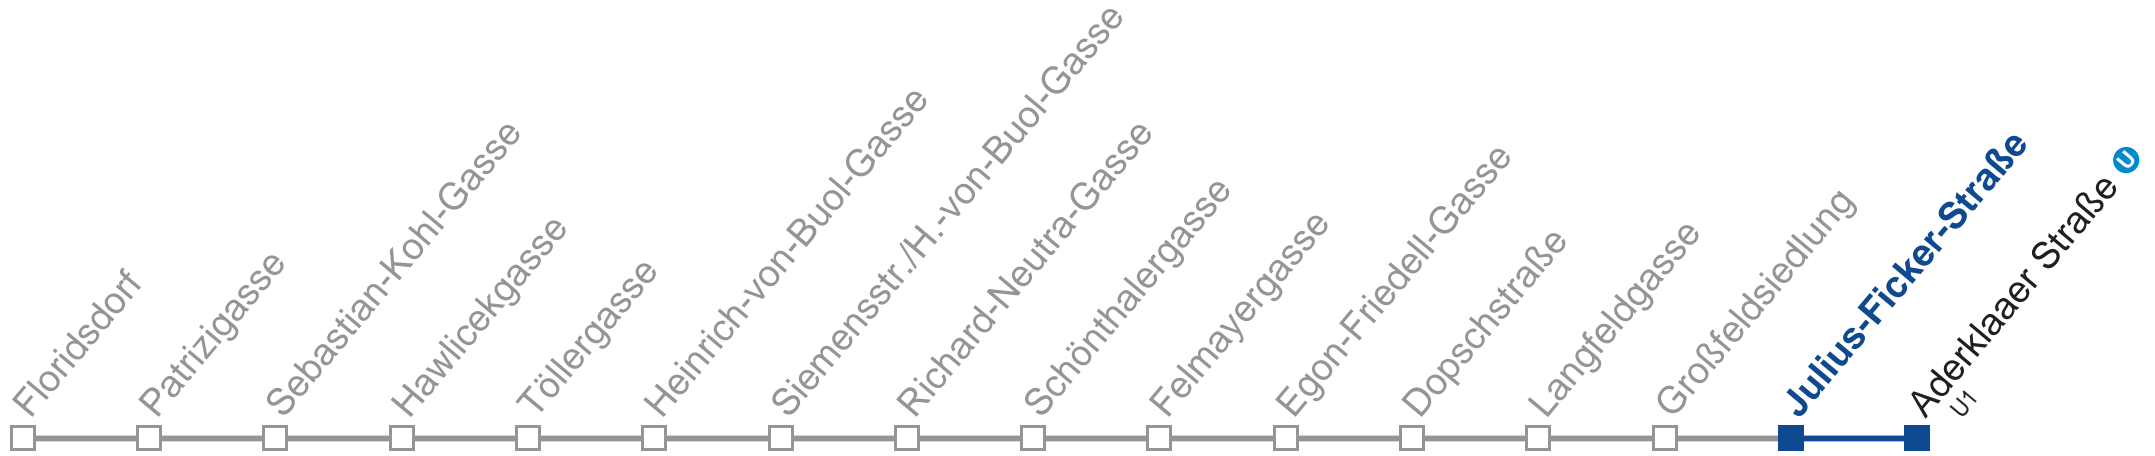 Floridsdorf
Patrizigasse
Sebastian-Kohl-Gasse
Hawlicekgasse
Töllergasse
Heinrich-von-Buol-Gasse
Siemensstr./H.-von-Buol-Gasse
Richard-Neutra-Gasse
Schönthalergasse
Felmayergasse
Egon-Friedell-Gasse
Dopschstraße
Langfeldgasse
Großfeldsiedlung
Julius-Ficker-Straße
Aderklaaer Straße U
U1